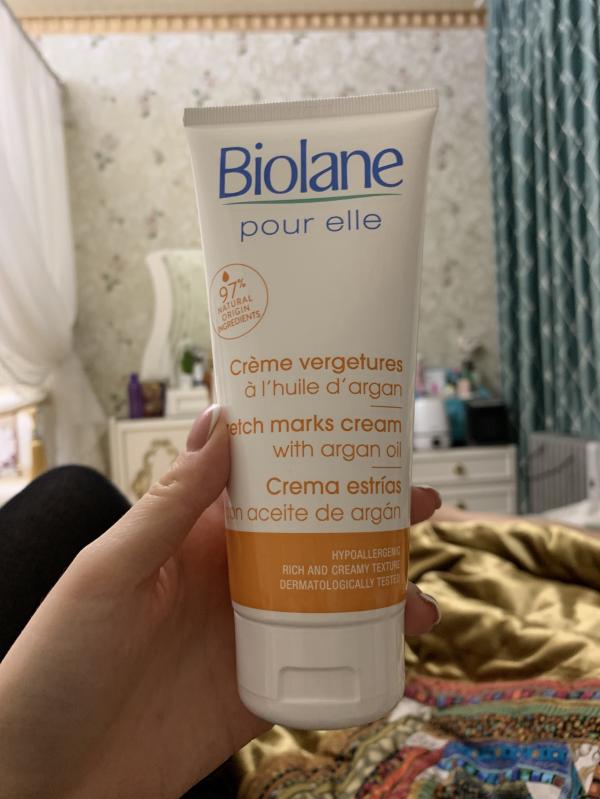 Biolane
pour elle
97%
NATURAL
ORIGIN
INGREDIENTS
Crème vergetures
à l'huile d'argan
etch marks cream
with argan oil
Crema estrías
on aceite de argán
HYPOALLERGENIC
RICH AND CREAMY TEXTURE
DERMATOLOGICALLY TESTED